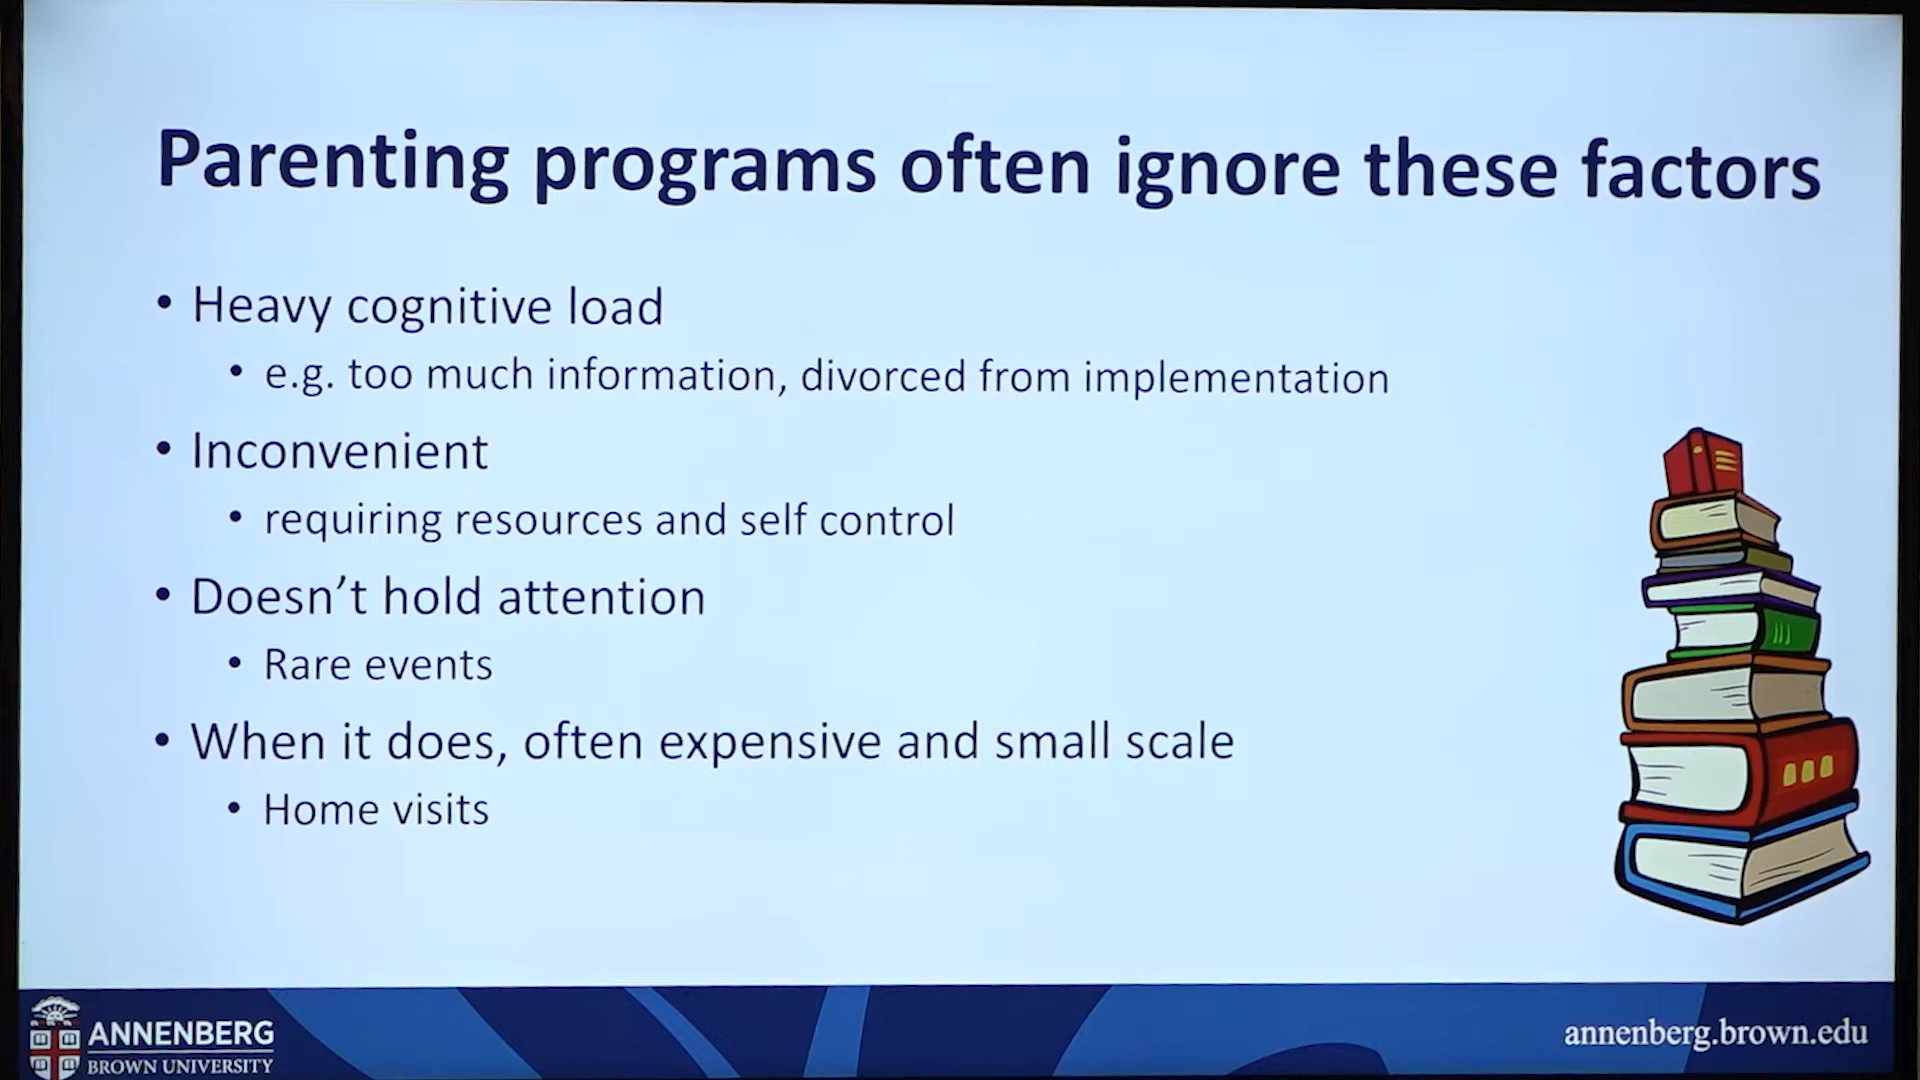 Parenting programs often ignore these factors
• Heavy cognitive load
• e.g. too much information, divorced from implementation
• Inconvenient
• requiring resources and self control
• Doesn’t hold attention
• Rare events
• When it does, often expensive and small scale
• Home visits
ANNENBERG
BROWN UNIVERSITY
annenberg.brown.edu